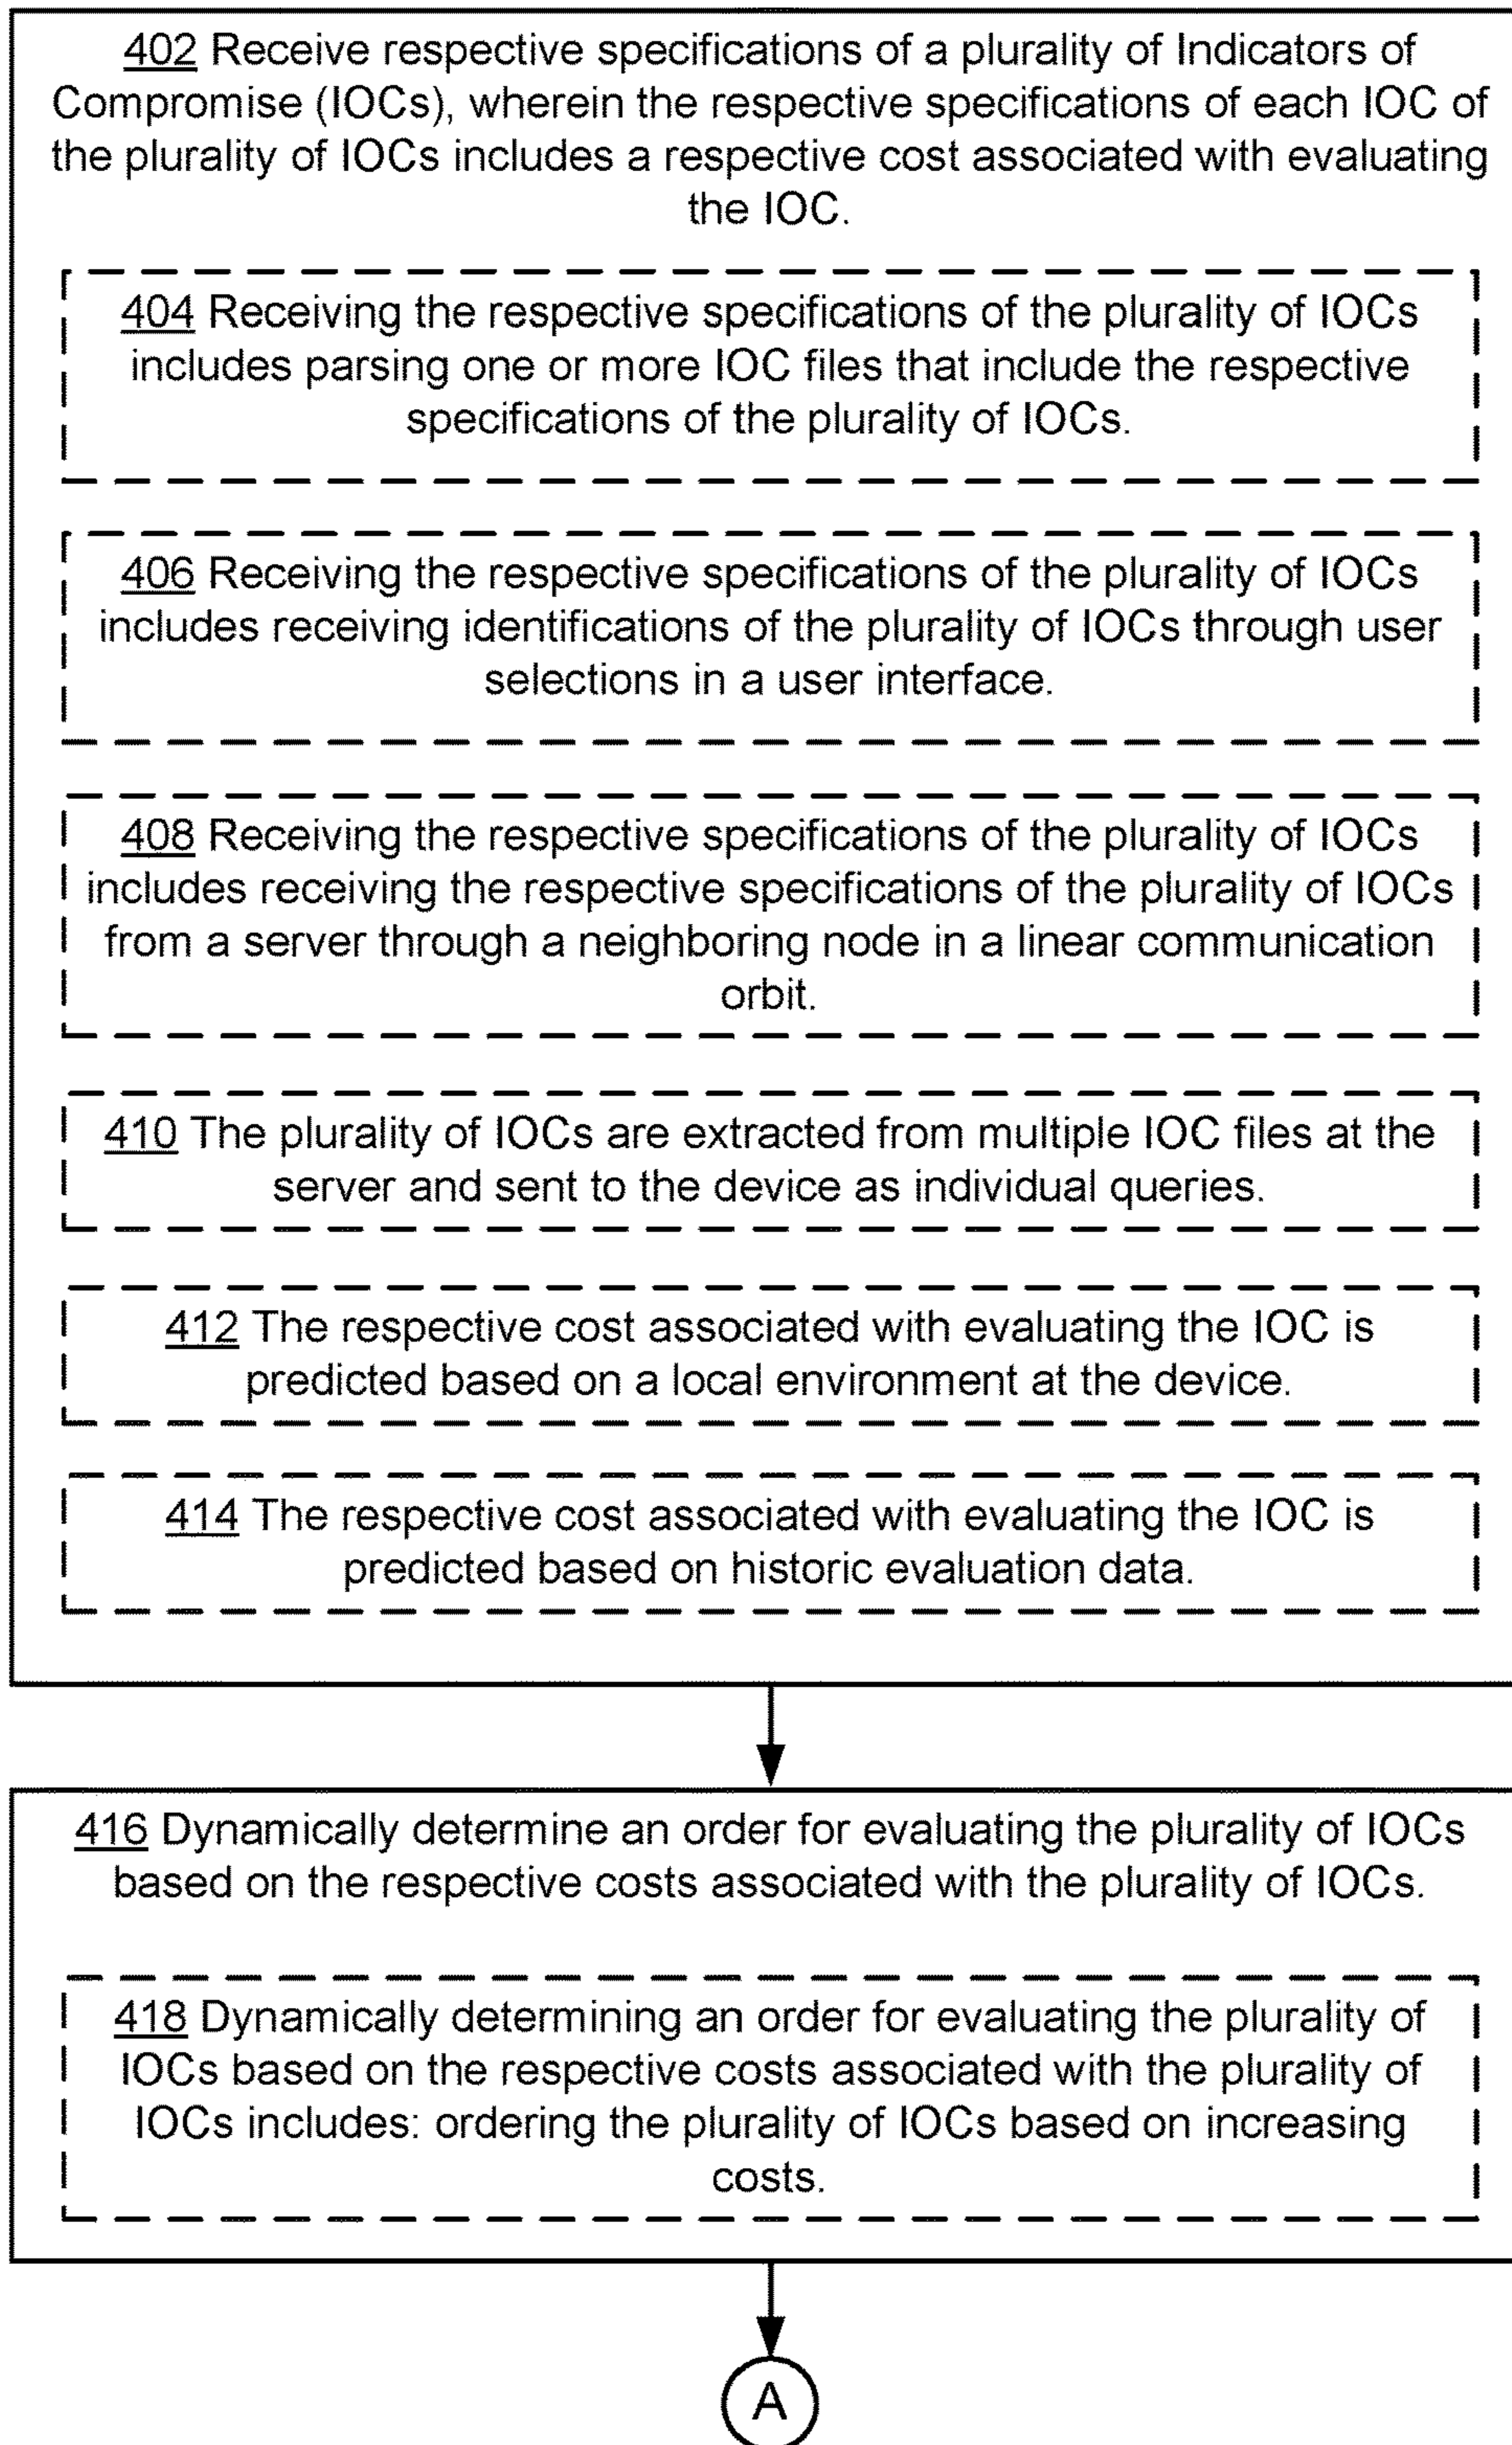 402 Receive respective specifications of a plurality of Indicators of
Compromise (IOCs), wherein the respective specifications of each IOC of
the plurality of IOCs includes a respective cost associated with evaluating
the IOC.
404 Receiving the respective specifications of the plurality of IOCs
includes parsing one or more IOC files that include the respective
specifications of the plurality of IOCs.
406 Receiving the respective specifications of the plurality of IOCs
includes receiving identifications of the plurality of IOCs through user
selections in a user interface.
408 Receiving the respective specifications of the plurality of IOCs
includes receiving the respective specifications of the plurality of IOCs
from a server through a neighboring node in a linear communication
orbit.
410 The plurality of IOCs are extracted from multiple IOC files at the
server and sent to the device as individual queries.
412 The respective cost associated with evaluating the IOC is
predicted based on a local environment at the device.
414 The respective cost associated with evaluating the IOC is
predicted based on historic evaluation data.
416 Dynamically determine an order for evaluating the plurality of IOCs
based on the respective costs associated with the plurality of IOCs.
418 Dynamically determining an order for evaluating the plurality of
IOCs based on the respective costs associated with the plurality of
IOCs includes: ordering the plurality of IOCs based on increasing
costs.
A